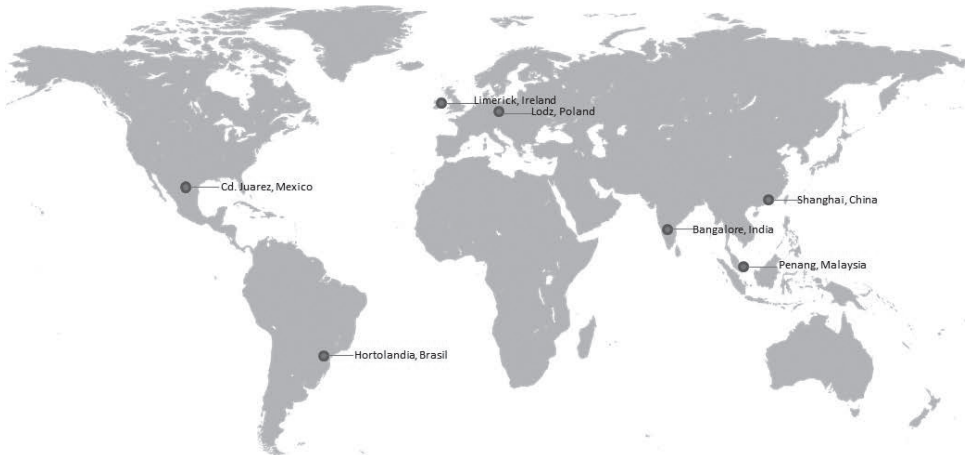 Limerick, Ireland
Lodz, Poland
Cd. Juarez, Mexico
Shanghai, China
Bangalore, India
Penang, Malaysia
Hortolandia, Brasil